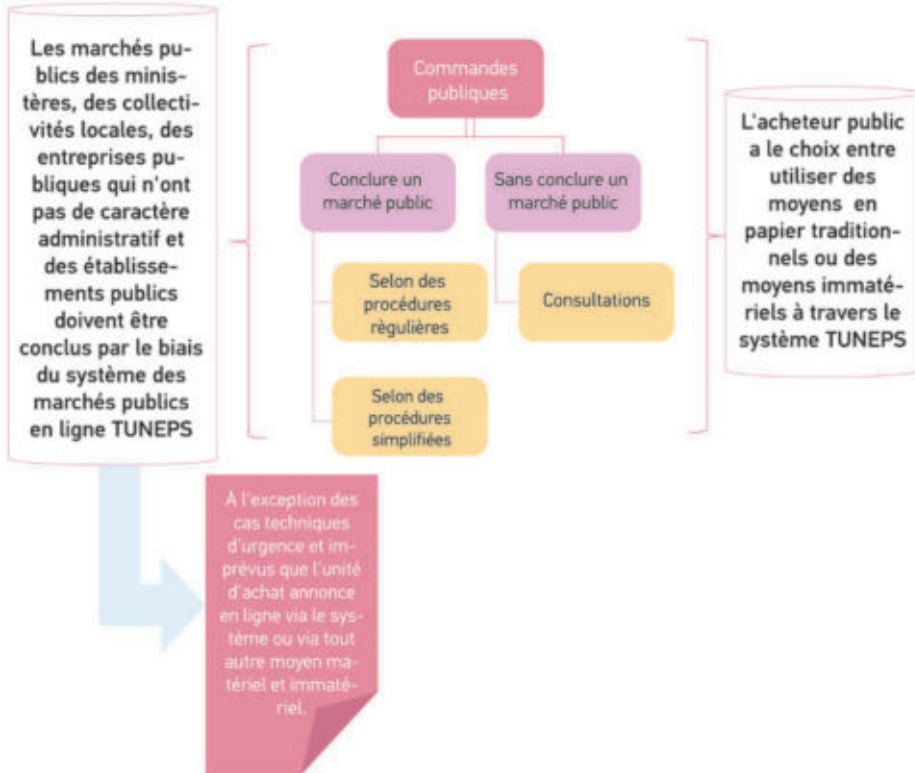 Les marchés pu-
blics des minis-
tères, des collecti-
vités locales, des
entreprises pu-
bliques qui n'ont
pas de caractère
administratif et
des établisse-
ments publics
doivent être
conclus par le biais
du système des
marchés publics
en ligne TUNEPS
Commandes
publiques
Conclure un
marché public
Sans conclure un
marché public
Selon des
procédures
règulières
Consultations
Selon des
procédures
simplifiées
L'acheteur public
a le choix entre
utiliser des
moyens en
papier tradition-
nels ou des
moyens immaté-
riels à travers le
système TUNEPS
À l'exception des
cas techniques
d'urgence et im-
prévus que l'unité
d'achat annonce
en ligne via le sys-
tème ou via tout
autre moyen ma-
tériel et immaté-
riel.